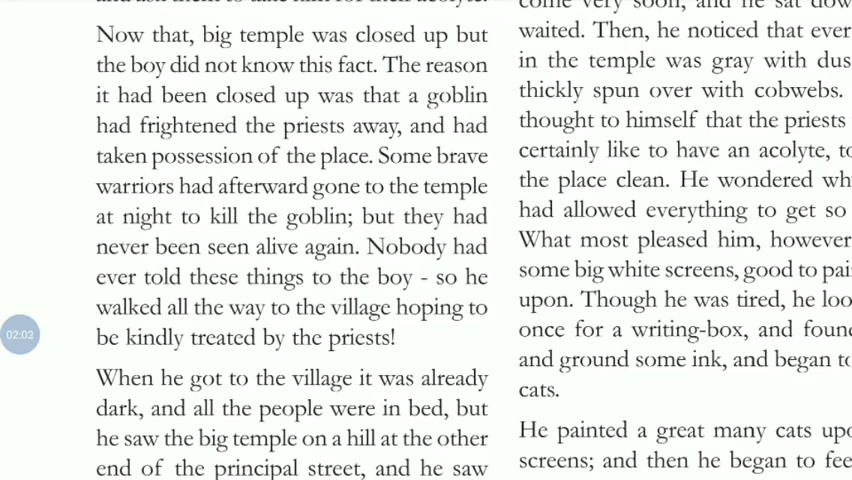 Now that, big temple was closed up but
the boy did not know this fact. The reason
it had been closed up was that a goblin
had frightened the priests away, and had
taken possession of the place. Some brave
warriors had afterward gone to the temple
at night to kill the goblin; but they had
never been seen alive again. Nobody had
ever told these things to the boy - so he
walked all the way to the village hoping to
be kindly treated by the priests!
When he got to the village it was already
dark, and all the people were in bed, but
he saw the big temple on a hill at the other
end of the principal street, and he saw
waited. Then, he noticed that ever
in the temple was gray with dus
thickly spun over with cobwebs.
thought to himself that the priests
certainly like to have an acolyte, to
the place clean. He wondered wh
had allowed everything to get so
What most pleased him, however
some big white screens, good to pai
upon. Though he was tired, he loo
once for a writing-box, and foun
and ground some ink, and began to
cats.
He painted a great many cats upo
screens; and then he began to fee
02:02